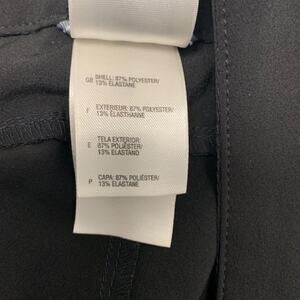 GB SHELL: 87% POLYESTER/
13% ELASTANE
F EXTERIEUR: 87% POLYESTER/
13% ELASTHANNE
TELA EXTERIOR:
E 87% POLIÉSTER/
13% ELASTANO
P CAPA: 87% POLIÉSTER/
13% ELASTANE